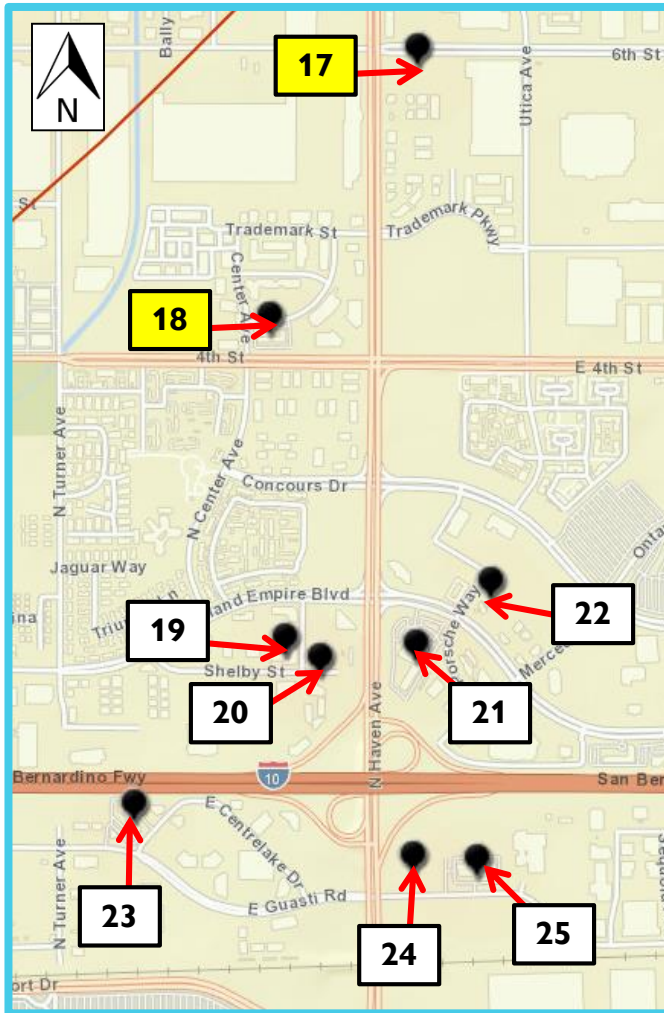 N
Bally
17
6th St
Utica Ave
St
Trademark St
Trademark Pkwy
Center Ave
18
4th St
E 4th St
N Turner Ave
N Center Ave
Concours Dr
Jaguar Way
Onta
ina
land Empire Blvd
Porsche Way
22
19
Shelby St
20
21
N Haven Ave
Bernardino Fwy
10
San Ber
E Centrelake Dr
N Turner Ave
E Guasti Rd
23
24
25
ort Dr